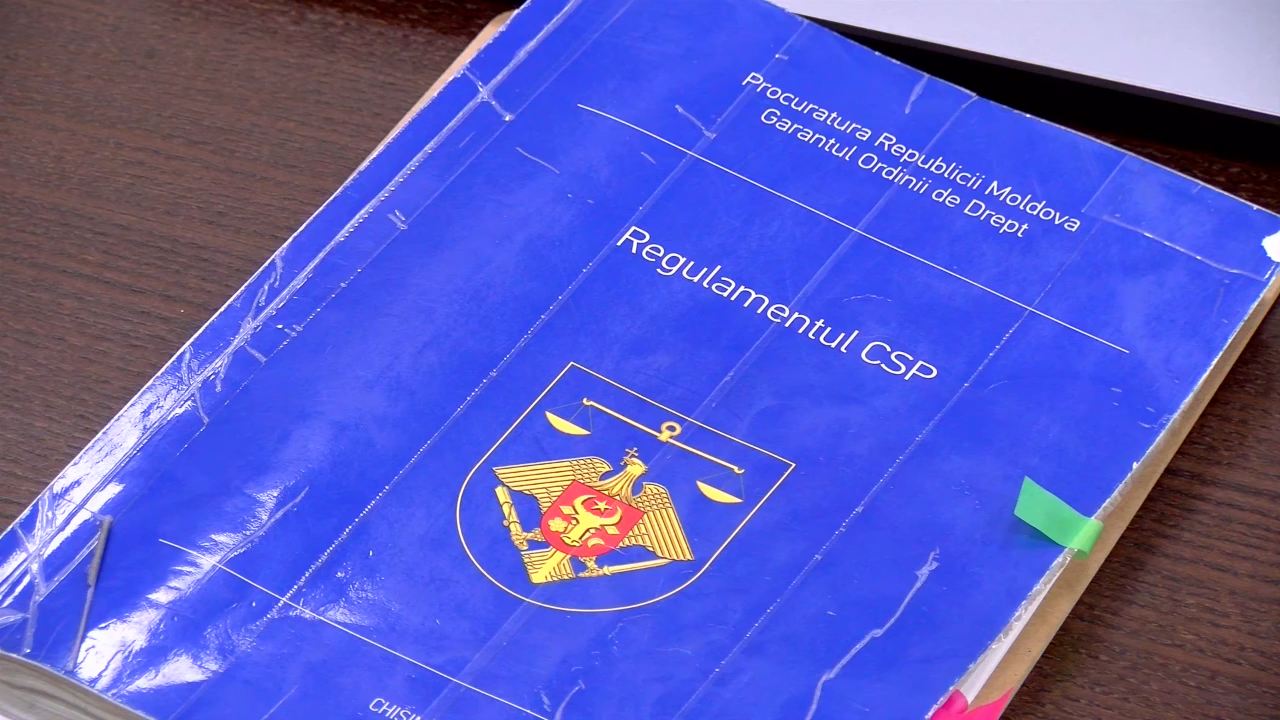 Procuratura Republicii Moldova
Garantul Ordinii de Drept
Regulamentul CSP